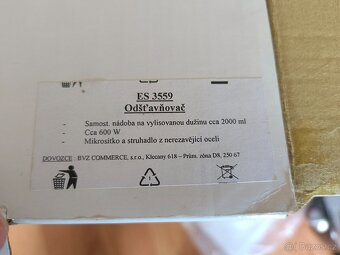 ES 3559
Odšťavňovač
- Samost. nádoba na vylisovanou dužinu cca 2000 ml
- Cca 600 W
- Mikrosítko a struhadlo z nerezavějící oceli
DOVOZCE : BVZ COMMERCE, s.r.o., Klecany 618 – Prům. zóna D8, 250 67